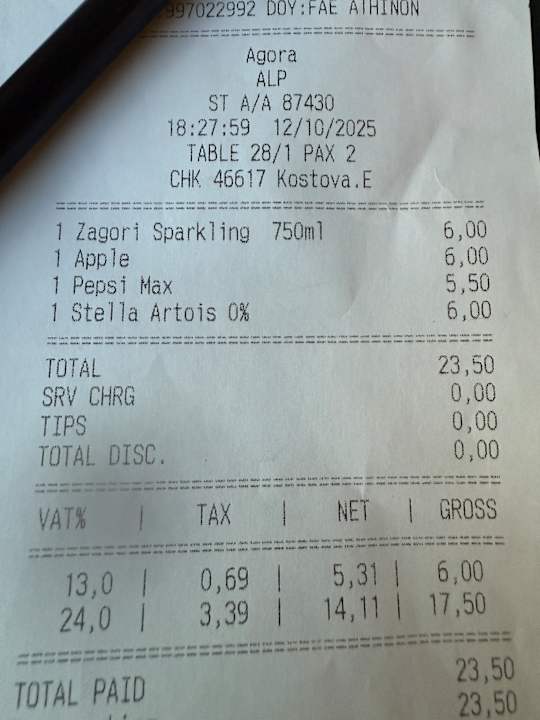 997022992 DOY:FAE ATHINON
Agora
ALP
ST A/A 87430
18:27:59 12/10/2025
TABLE 28/1 PAX 2
CHK 46617 Kostova.E
1 Zagori Sparkling 750ml 6,00
1 Apple 6,00
1 Pepsi Max 5,50
1 Stella Artois 0% 6,00
TOTAL 23,50
SRV CHRG 0,00
TIPS 0,00
TOTAL DISC. 0,00
VAT% | TAX | NET | GROSS
13,0 | 0,69 | 5,31 | 6,00
24,0 | 3,39 | 14,11 | 17,50
TOTAL PAID 23,50
23,50